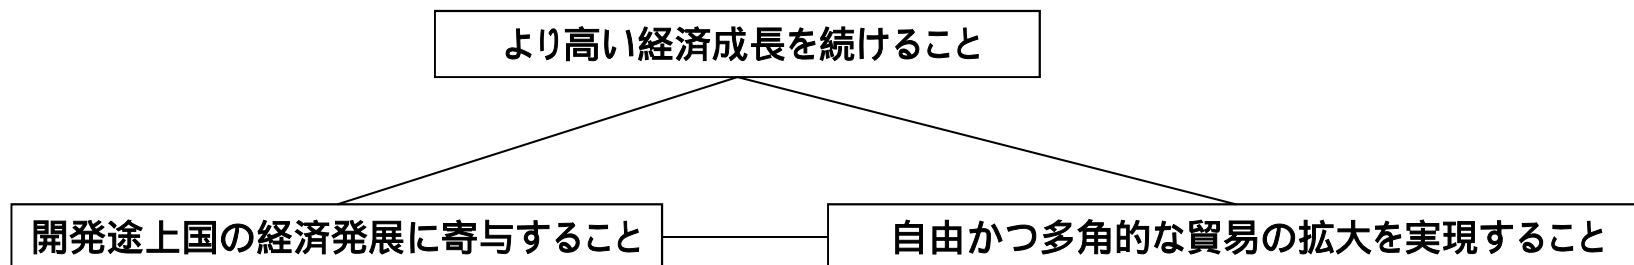 より高い経済成長を続けること
開発途上国の経済発展に寄与すること
自由かつ多角的な貿易の拡大を実現すること